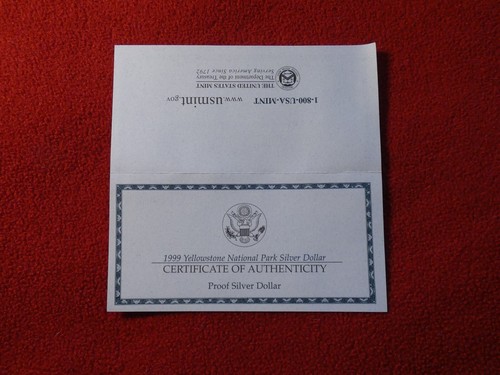 1-800-USA-MINT www.usmint.gov
THE UNITED STATES MINT
The Department of the Treasury
Serving America Since 1792
1999 Yellowstone National Park Silver Dollar
CERTIFICATE OF AUTHENTICITY
Proof Silver Dollar